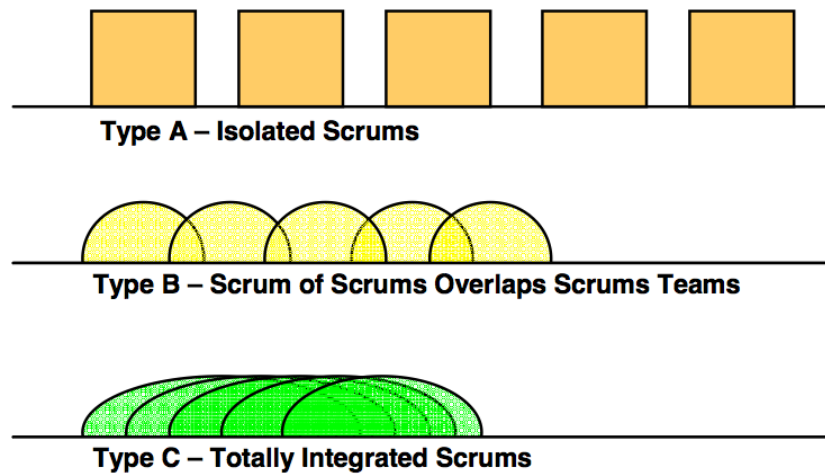 Type A – Isolated Scrums
Type B – Scrum of Scrums Overlaps Scrums Teams
Type C – Totally Integrated Scrums